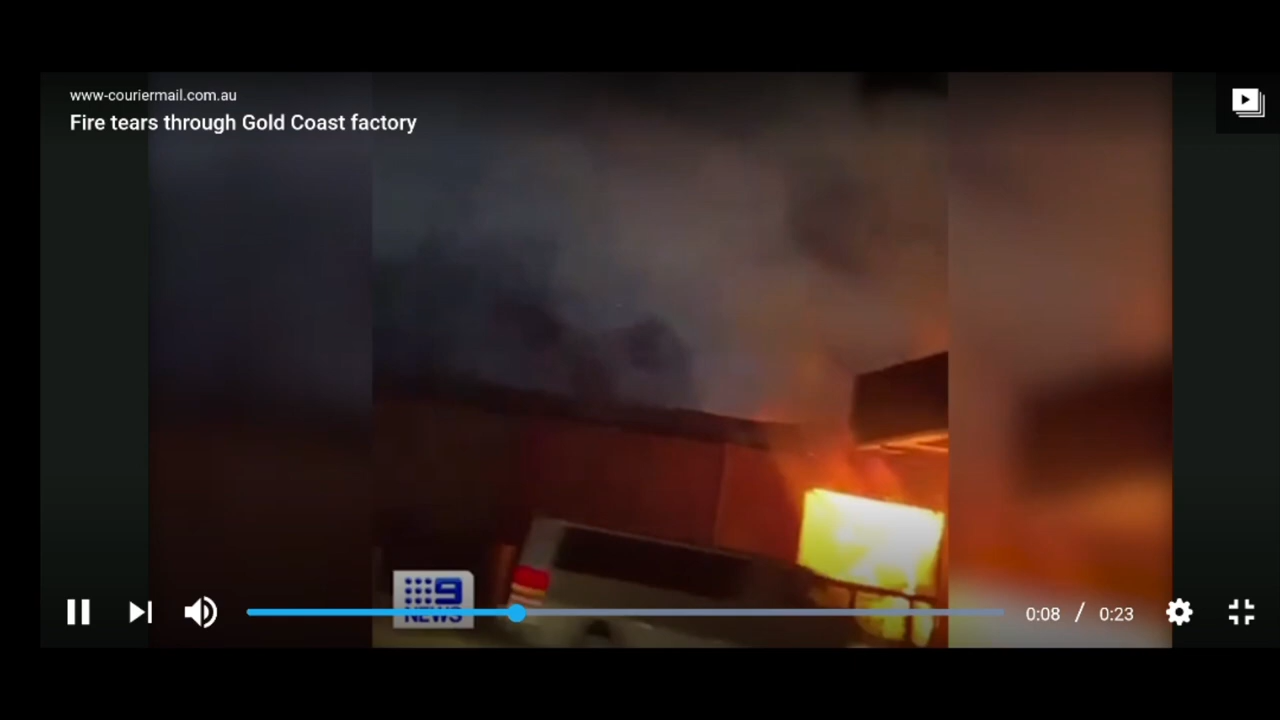 www-couriermail.com.au
Fire tears through Gold Coast factory
9
NEWS
0:08 / 0:23